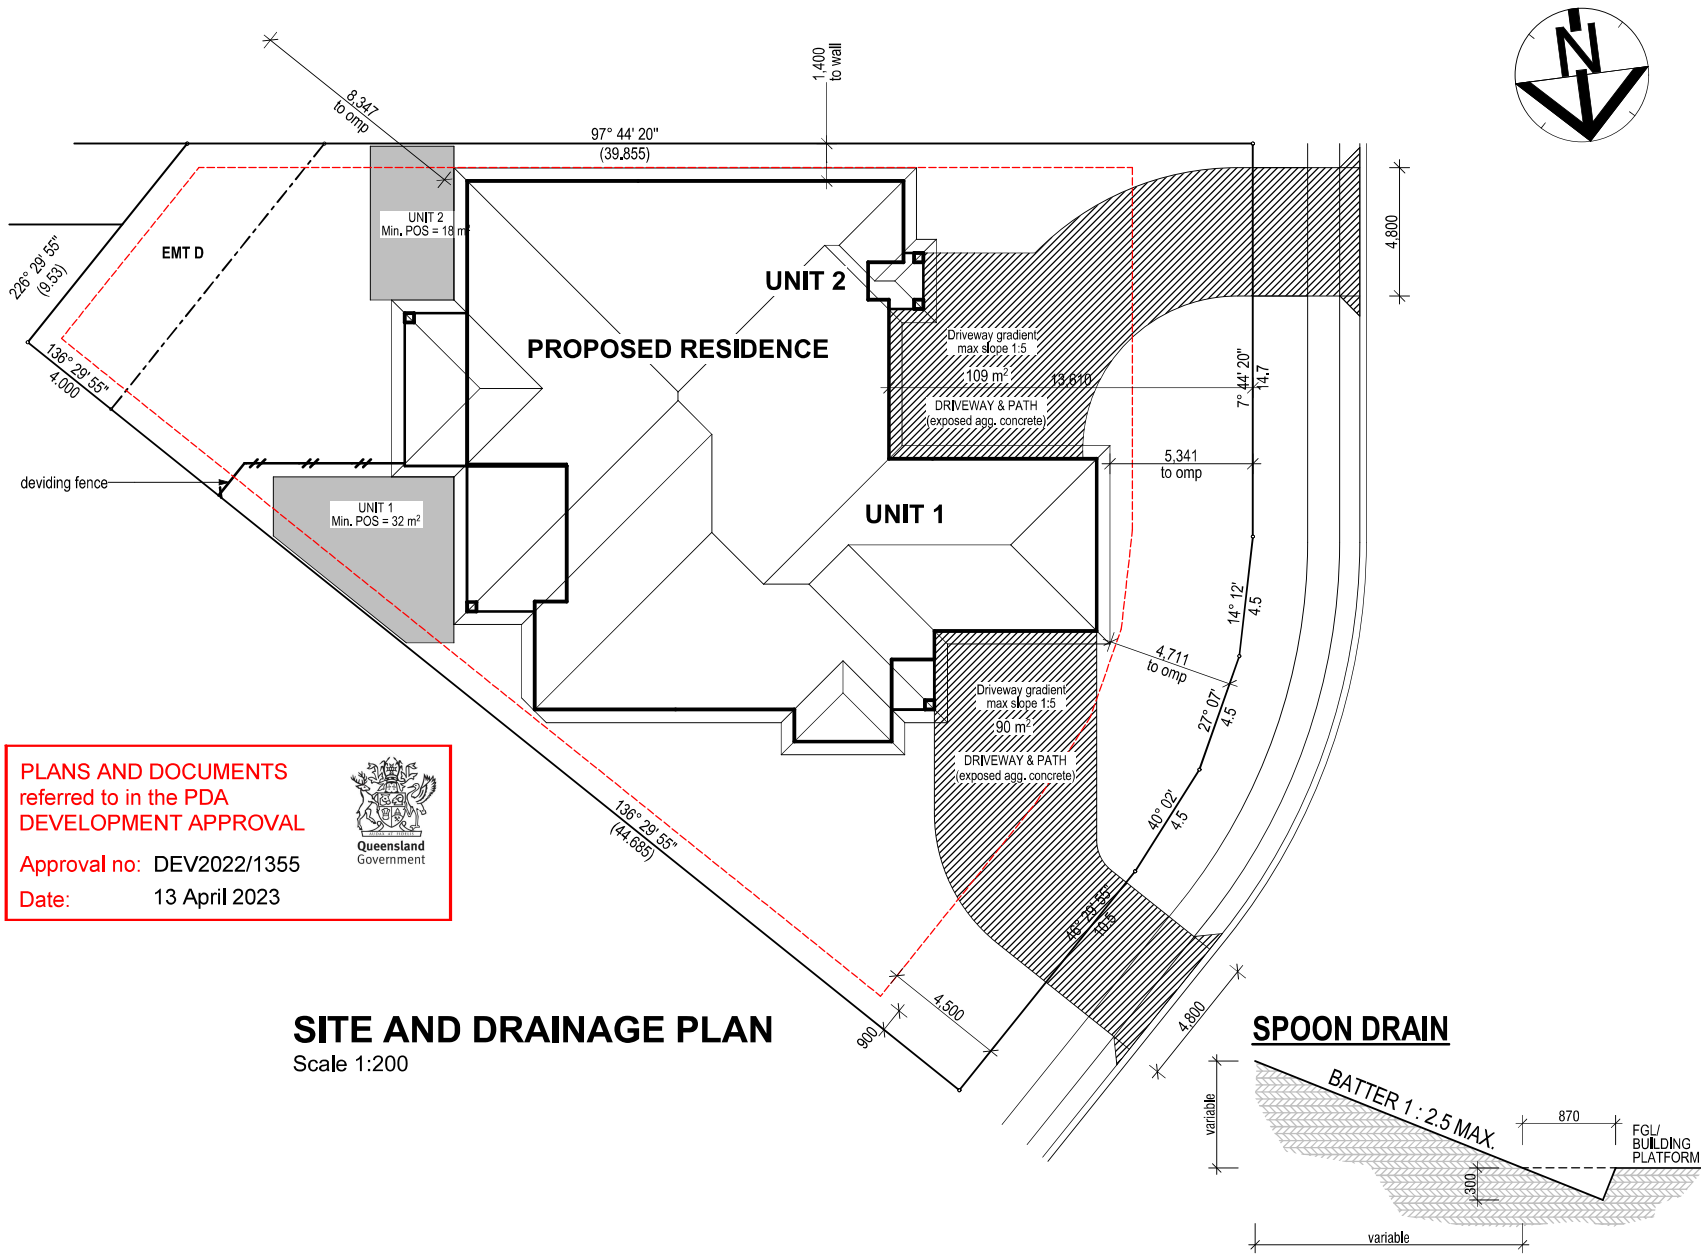 N
8,347
to omp
1,400
to wall
97° 44' 20"
(39.855)
UNIT 2
Min. POS = 18 m²
EMT D
226° 29' 55"
(9.53)
136° 29' 55"
4.000
UNIT 2
PROPOSED RESIDENCE
4,800
Driveway gradient
max slope 1:5
109 m²
13,610
DRIVEWAY & PATH
(exposed agg. concrete)
7° 44' 20"
14.7
5,341
to omp
deviding fence
UNIT 1
Min. POS = 32 m²
UNIT 1
14° 12'
4.5
4,711
to omp
27° 07'
4.5
Driveway gradient
max slope 1:5
90 m²
DRIVEWAY & PATH
(exposed agg. concrete)
40° 02'
4.5
46° 29' 55"
10.5
136° 29' 55"
(44.685)
PLANS AND DOCUMENTS
referred to in the PDA
DEVELOPMENT APPROVAL
Approval no: DEV2022/1355
Date: 13 April 2023
Queensland
Government
4,500
900
4,800
SITE AND DRAINAGE PLAN
Scale 1:200
SPOON DRAIN
BATTER 1 : 2.5 MAX.
variable
870
FGL/
BUILDING
PLATFORM
300
variable